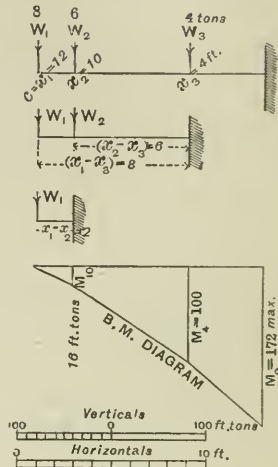 8 6 4 tons
W₁ W₂ W₃
C=x₁=12 x₂=10 x₃=4 ft.
W₁ W₂
(x₂-x₃)=6
(x₁-x₃)=8
W₁
x₁-x₂=2
M₁₀
16 ft. tons
B.M. DIAGRAM
M₄=100
M₀=172 max.
Verticals
100 0 100 ft. tons
Horizontals
10 0 10 ft.